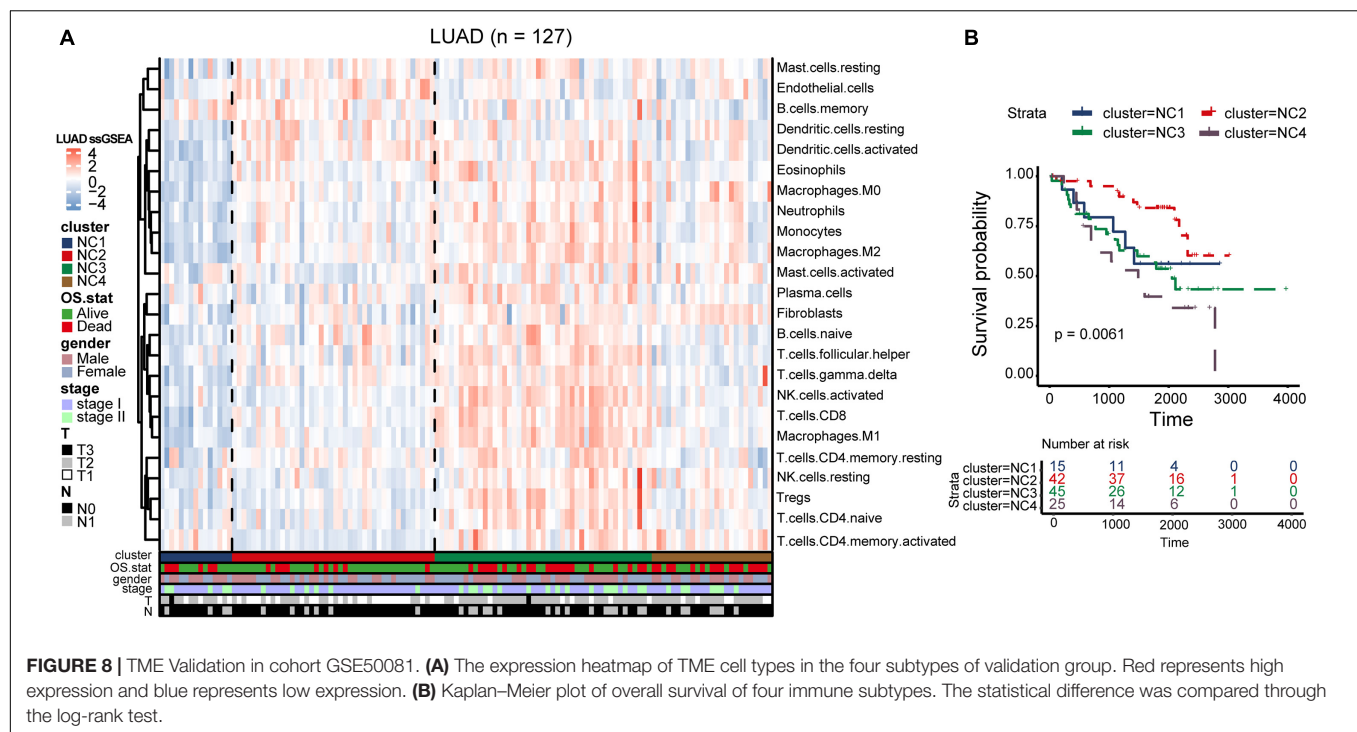 A
LUAD (n = 127)
LUAD ssGSEA
4
2
0
−2
−4
cluster
NC1
NC2
NC3
NC4
OS.stat
Alive
Dead
gender
Male
Female
stage
stage I
stage II
T
T3
T2
T1
N
N0
N1
Mast.cells.resting
Endothelial.cells
B.cells.memory
Dendritic.cells.resting
Dendritic.cells.activated
Eosinophils
Macrophages.M0
Neutrophils
Monocytes
Macrophages.M2
Mast.cells.activated
Plasma.cells
Fibroblasts
B.cells.naive
T.cells.follicular.helper
T.cells.gamma.delta
NK.cells.activated
T.cells.CD8
Macrophages.M1
T.cells.CD4.memory.resting
NK.cells.resting
Tregs
T.cells.CD4.naive
T.cells.CD4.memory.activated
cluster
OS.stat
gender
stage
T
N
B
Strata cluster=NC1 cluster=NC2
cluster=NC3 cluster=NC4
Survival probability
1.00
0.75
0.50
0.25
0.00
p = 0.0061
0 1000 2000 3000 4000
Time
Number at risk
Strata
cluster=NC1 15 11 4 0 0
cluster=NC2 42 37 16 1 0
cluster=NC3 45 26 12 1 0
cluster=NC4 25 14 6 0 0
0 1000 2000 3000 4000
Time
FIGURE 8 | TME Validation in cohort GSE50081. (A) The expression heatmap of TME cell types in the four subtypes of validation group. Red represents high
expression and blue represents low expression. (B) Kaplan–Meier plot of overall survival of four immune subtypes. The statistical difference was compared through
the log-rank test.